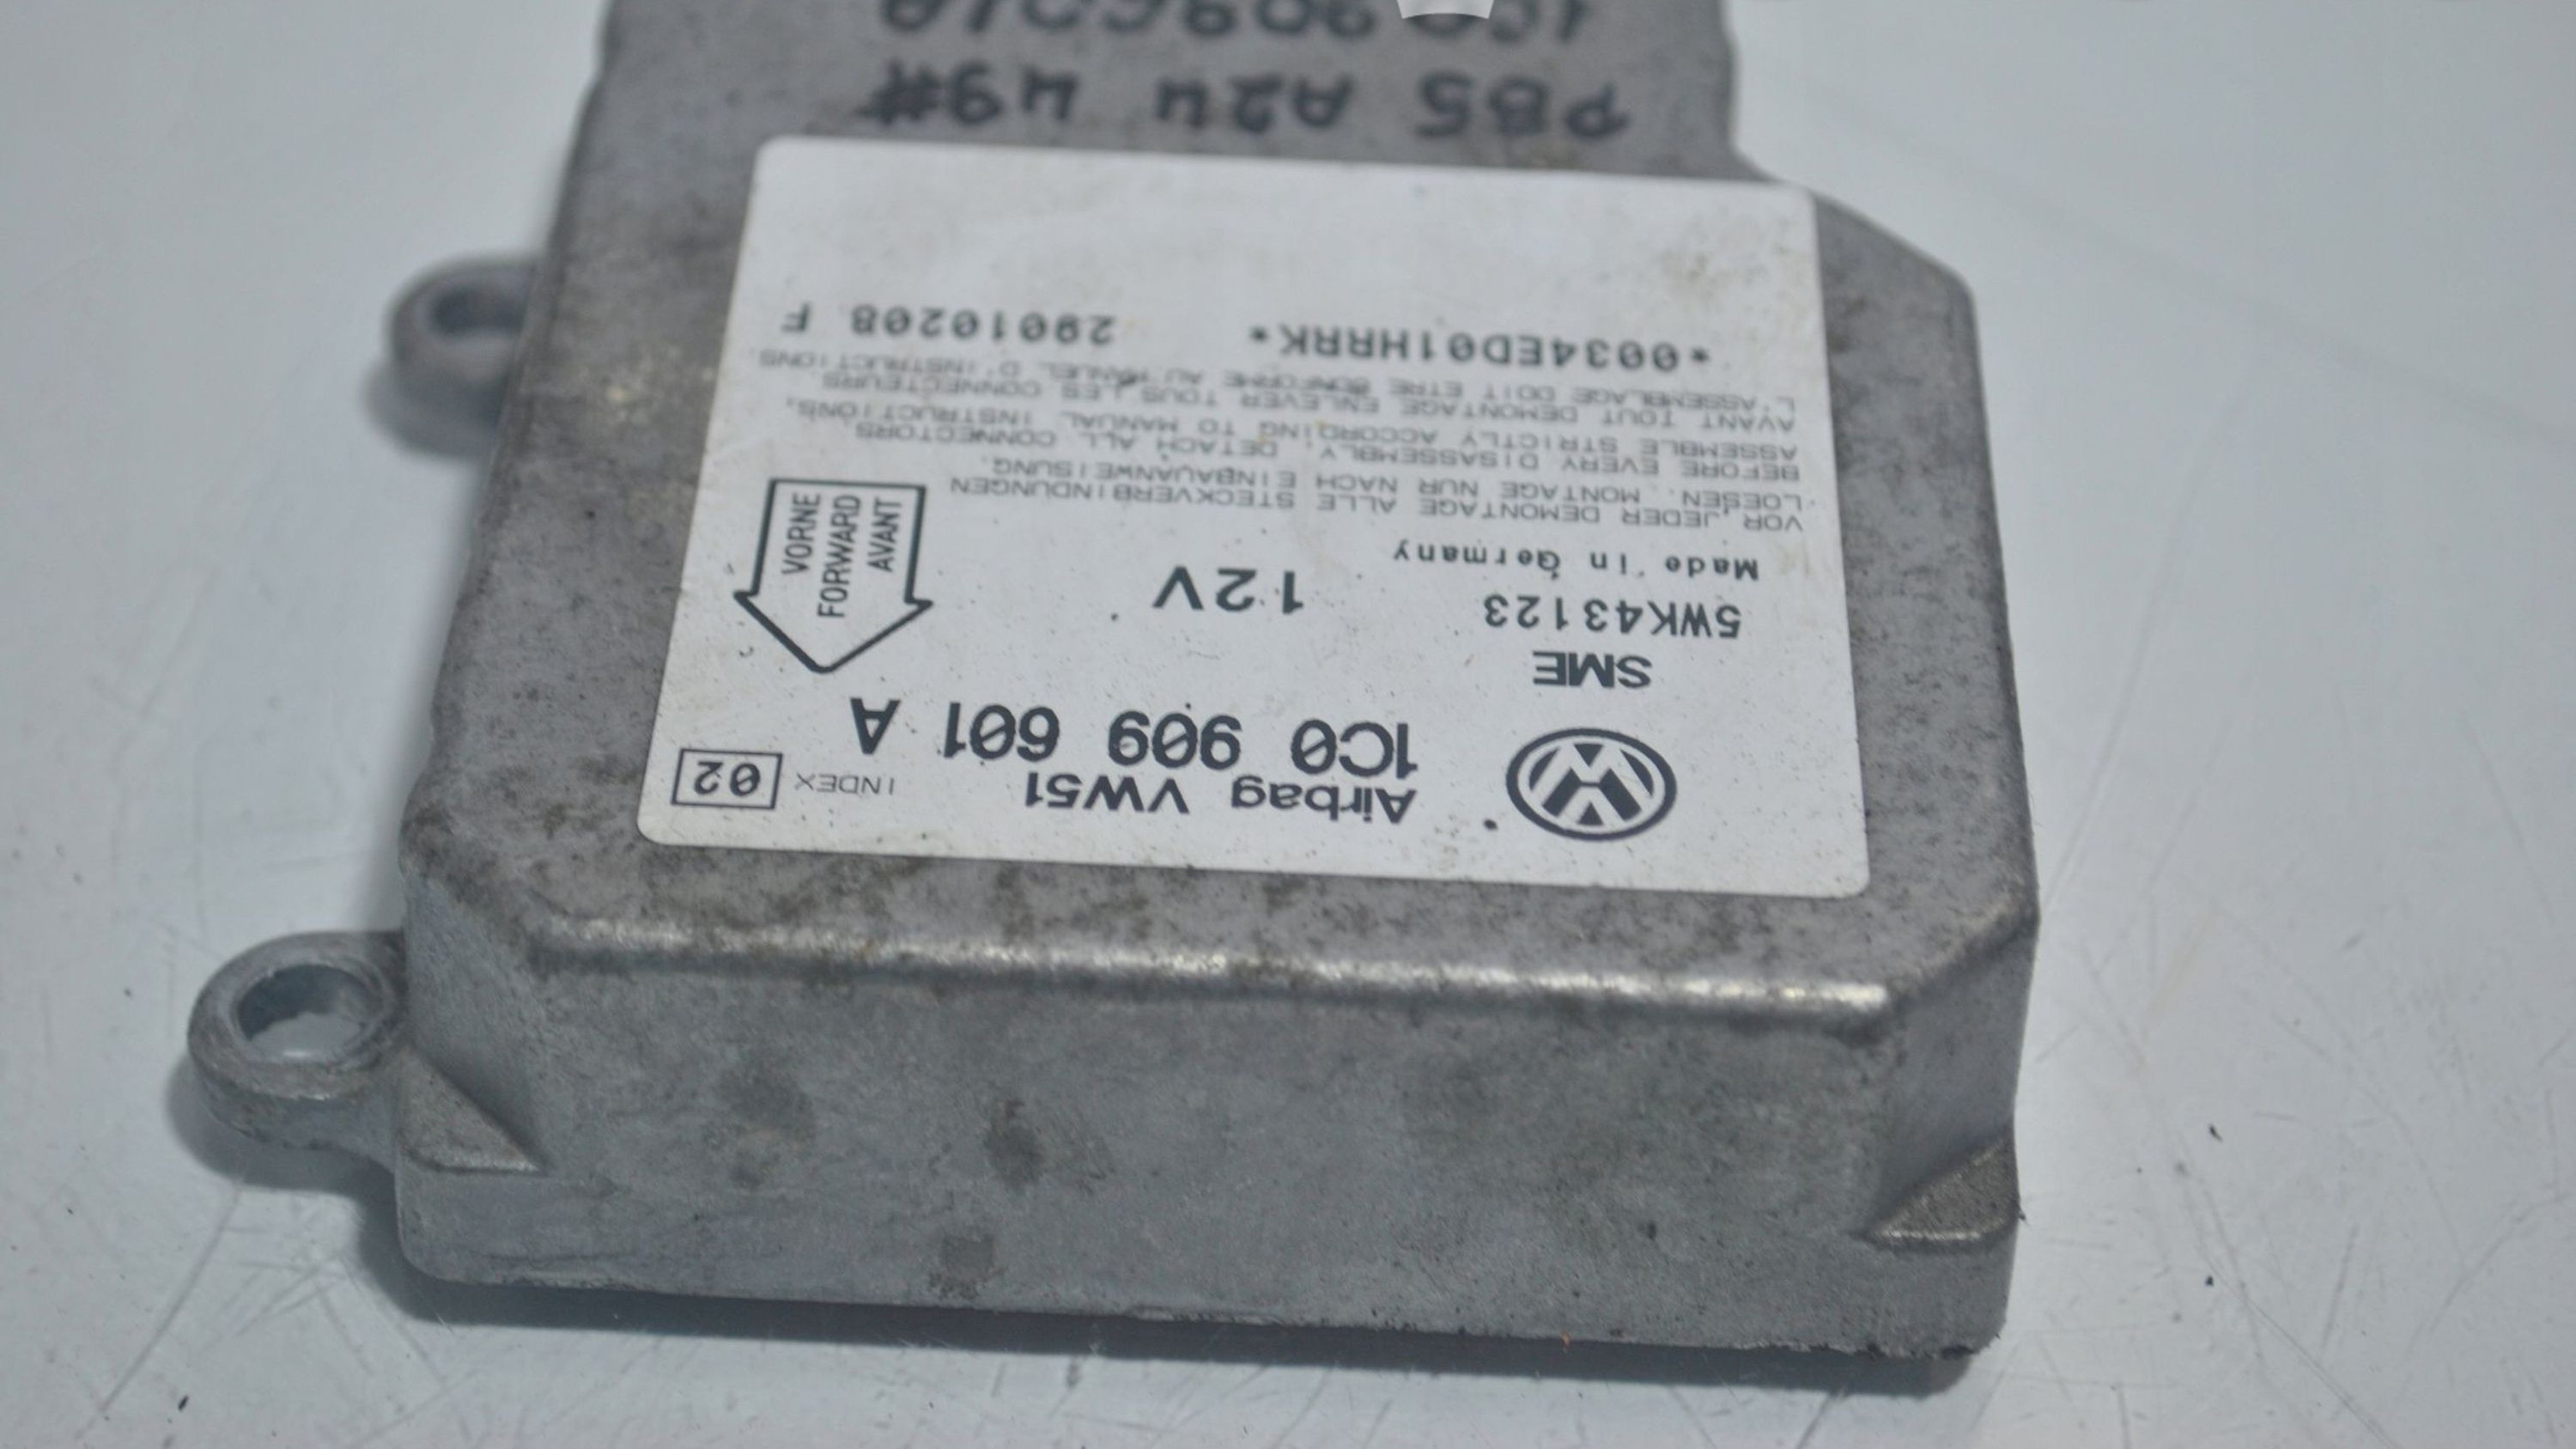 Airbag VW51 INDEX 02
1C0 909 601 A
SME
5WK43123 12V
Made in Germany
VORNE
FORWARD
AVANT
VOR JEDER DEMONTAGE ALLE STECKVERBINDUNGEN
LOESEN. MONTAGE NUR NACH EINBAUANWEISUNG.
BEFORE EVERY DISASSEMBLY, DETACH ALL CONNECTORS.
ASSEMBLE STRICTLY ACCORDING TO MANUAL INSTRUCTIONS.
AVANT TOUT DEMONTAGE ENLEVER TOUS LES CONNECTEURS.
L'ASSEMBLAGE DOIT ETRE CONFORME AU MANUEL D'INSTRUCTIONS.
*0034ED01HRRK* 29010208 F
PB5 A24 49#